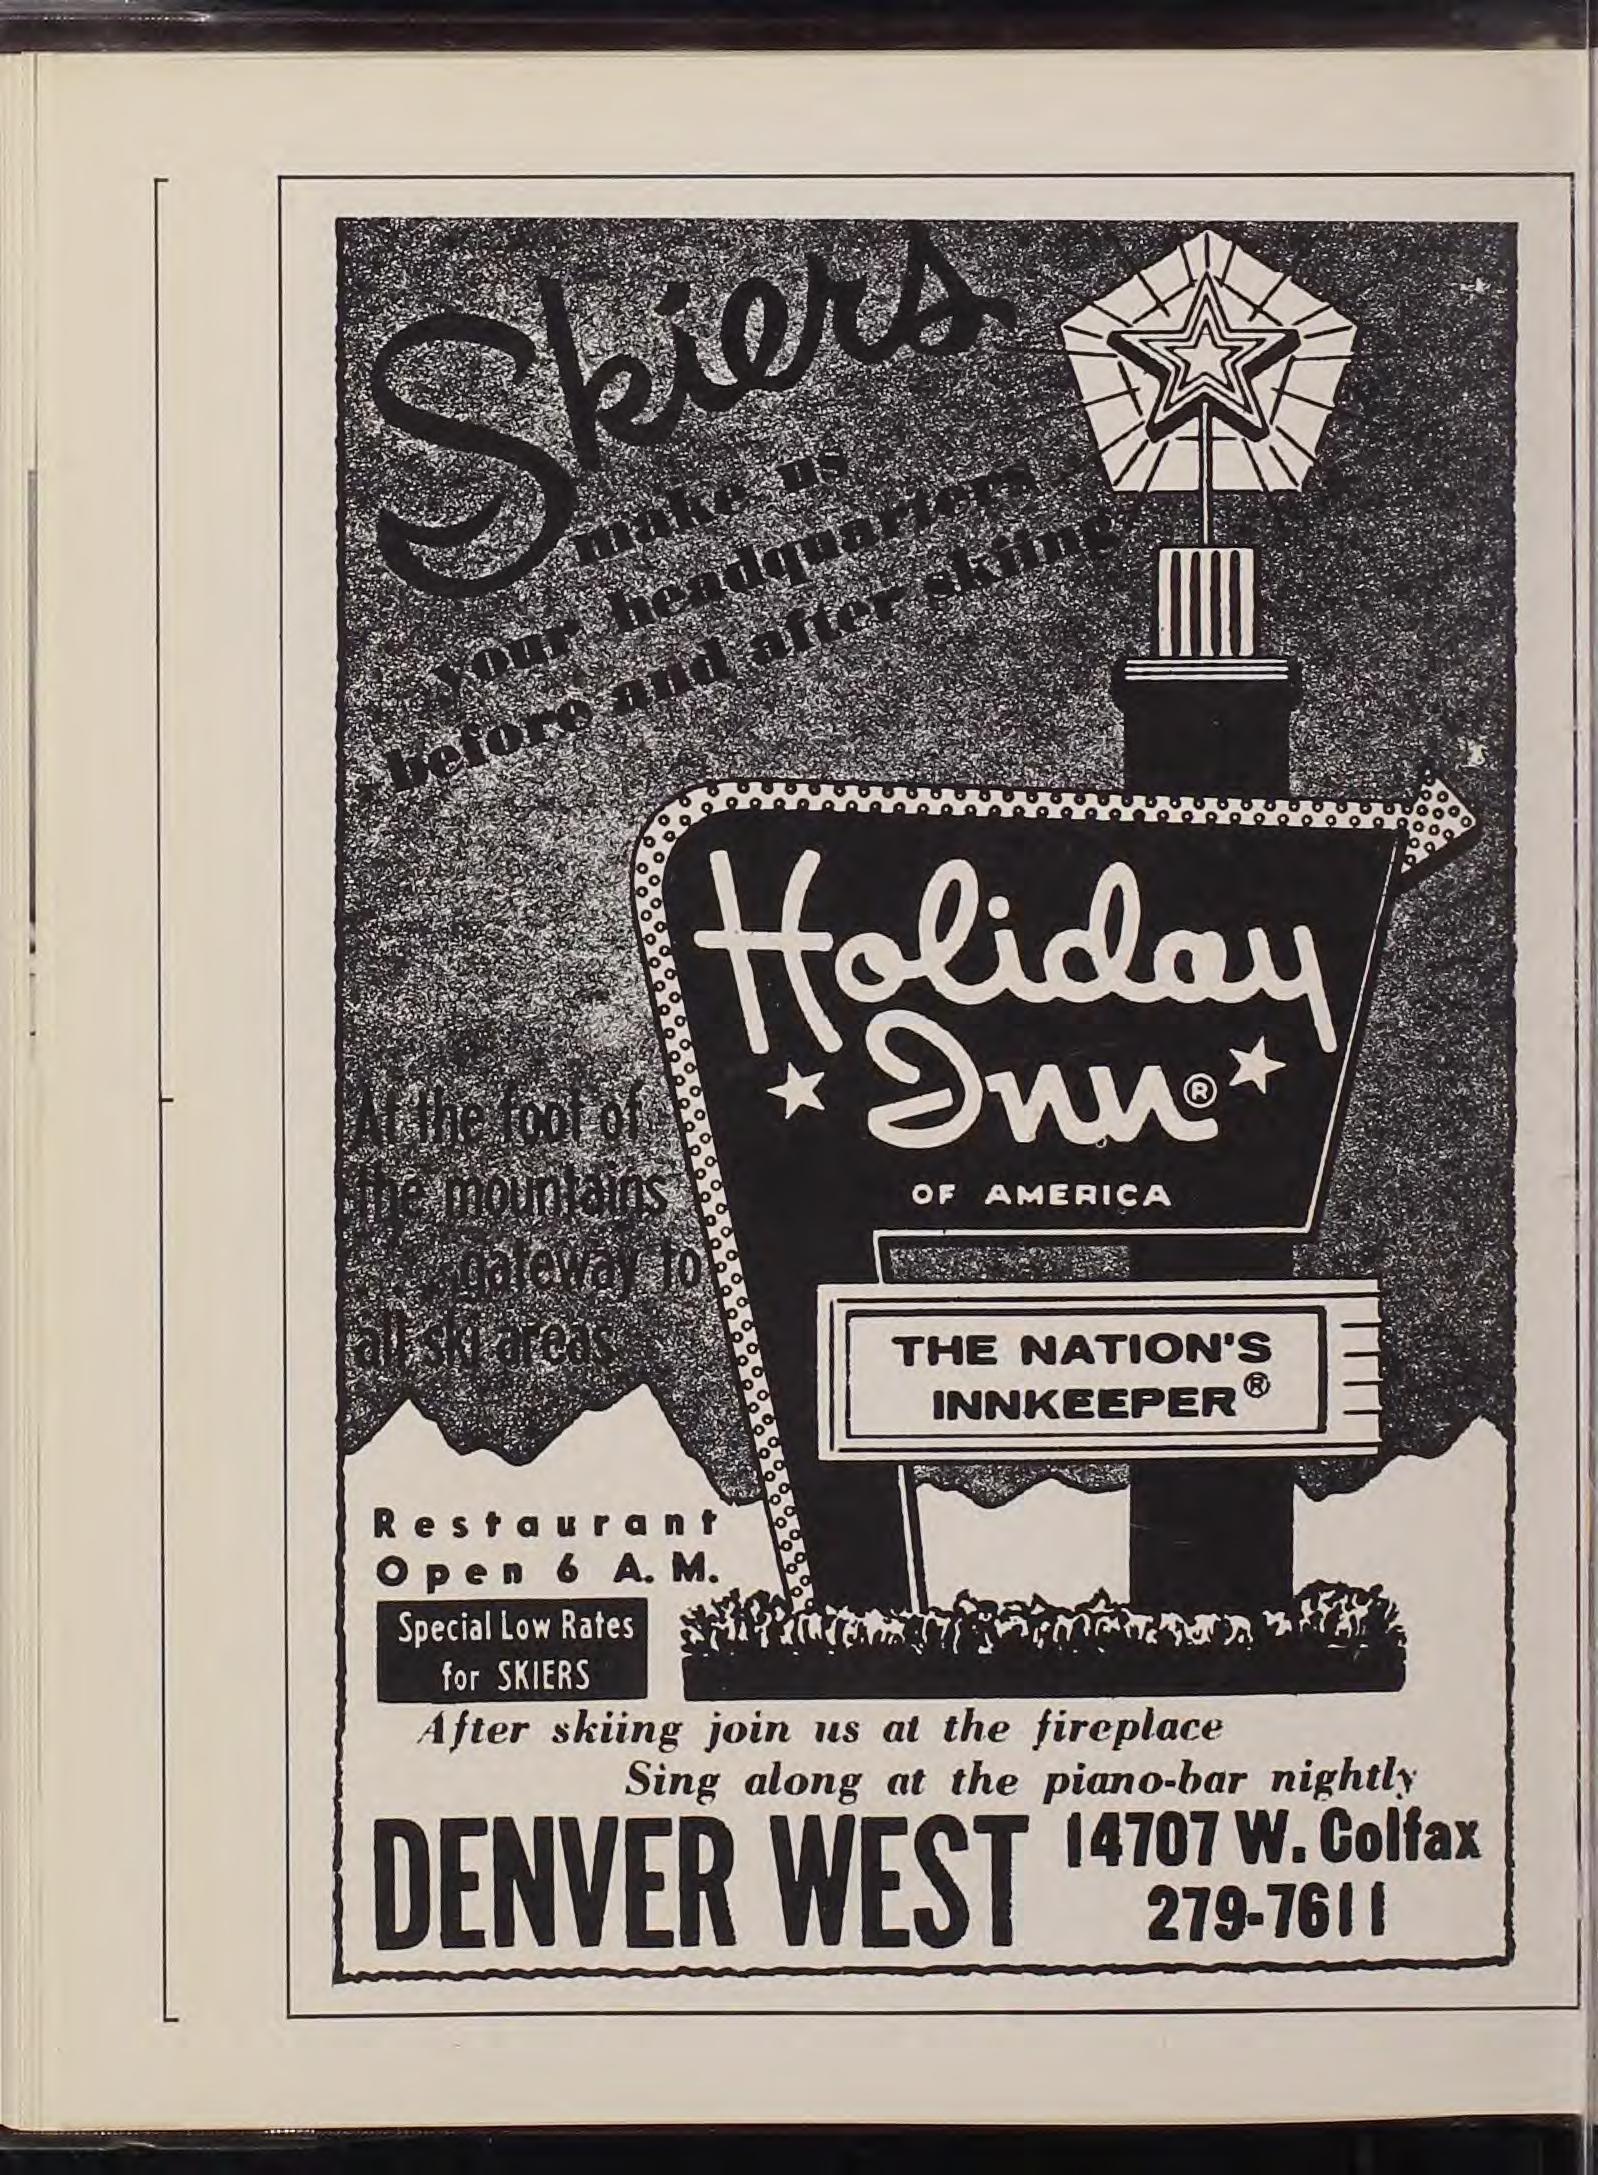 Skiers
make us
your headquarters
before and after skiing
Holiday
Inn®
OF AMERICA
At the foot of
the mountains
...gateway to
all ski areas
THE NATION'S
INNKEEPER®
Restaurant
Open 6 A.M.
Special Low Rates
for SKIERS
After skiing join us at the fireplace
Sing along at the piano-bar nightly
DENVER WEST
14707 W. Colfax
279-7611